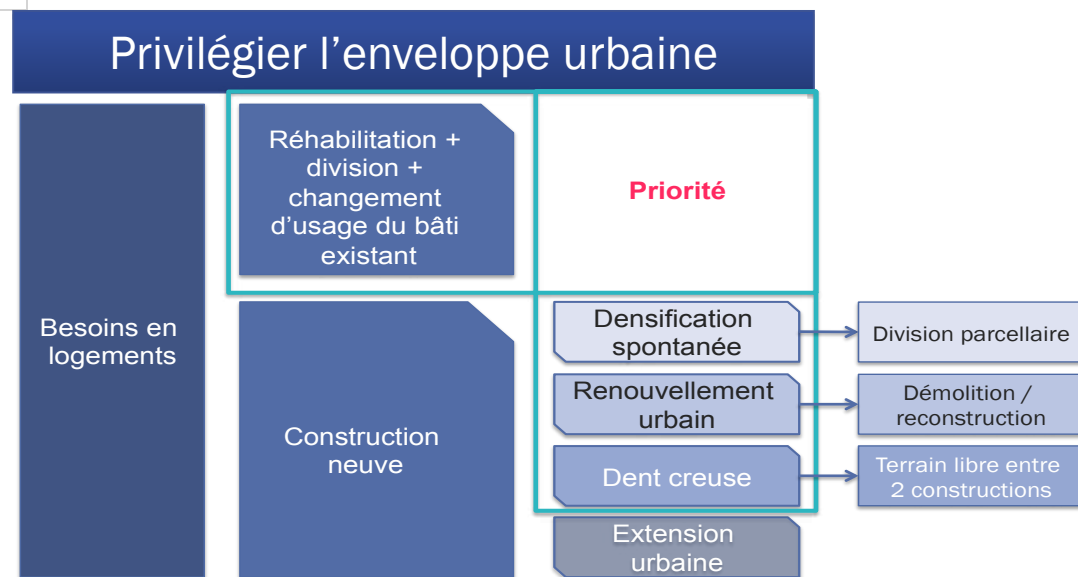 Privilégier l’enveloppe urbaine
Besoins en
logements
Réhabilitation +
division +
changement
d’usage du bâti
existant
Priorité
Construction
neuve
Densification
spontanée
Division parcellaire
Renouvellement
urbain
Démolition /
reconstruction
Dent creuse
Terrain libre entre
2 constructions
Extension
urbaine